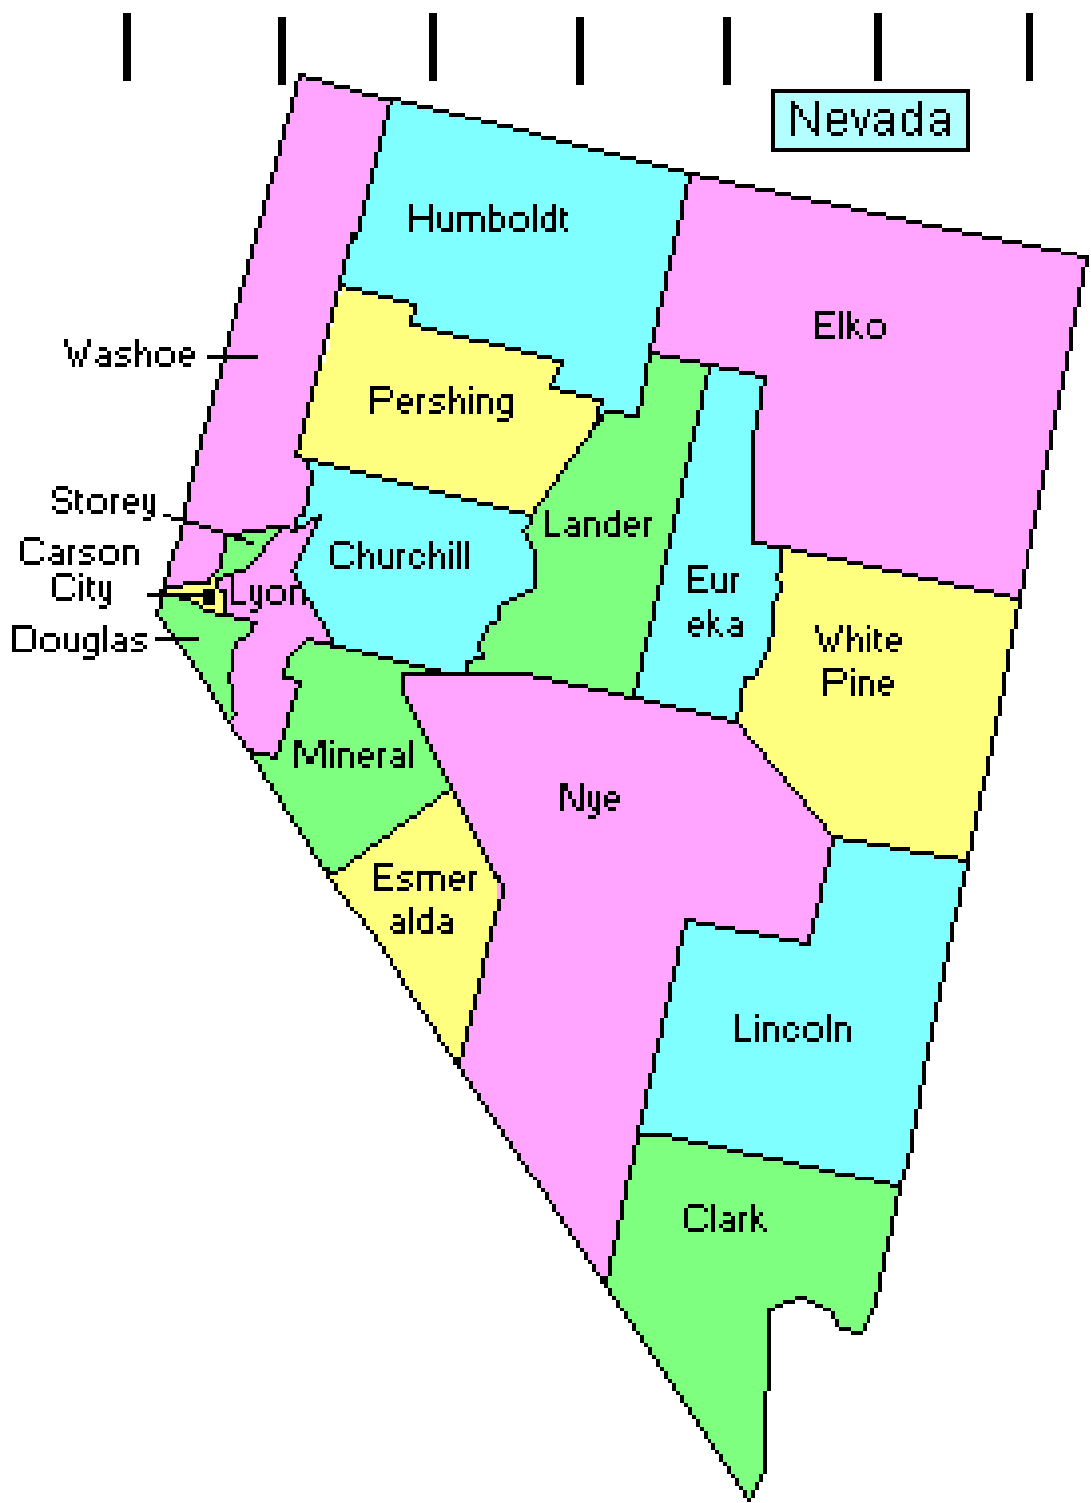 Nevada
Humboldt
Elko
Washoe
Pershing
Storey
Lander
Carson
City
Churchill
Eur
eka
Lyon
Douglas
White
Pine
Mineral
Nye
Esmer
alda
Lincoln
Clark